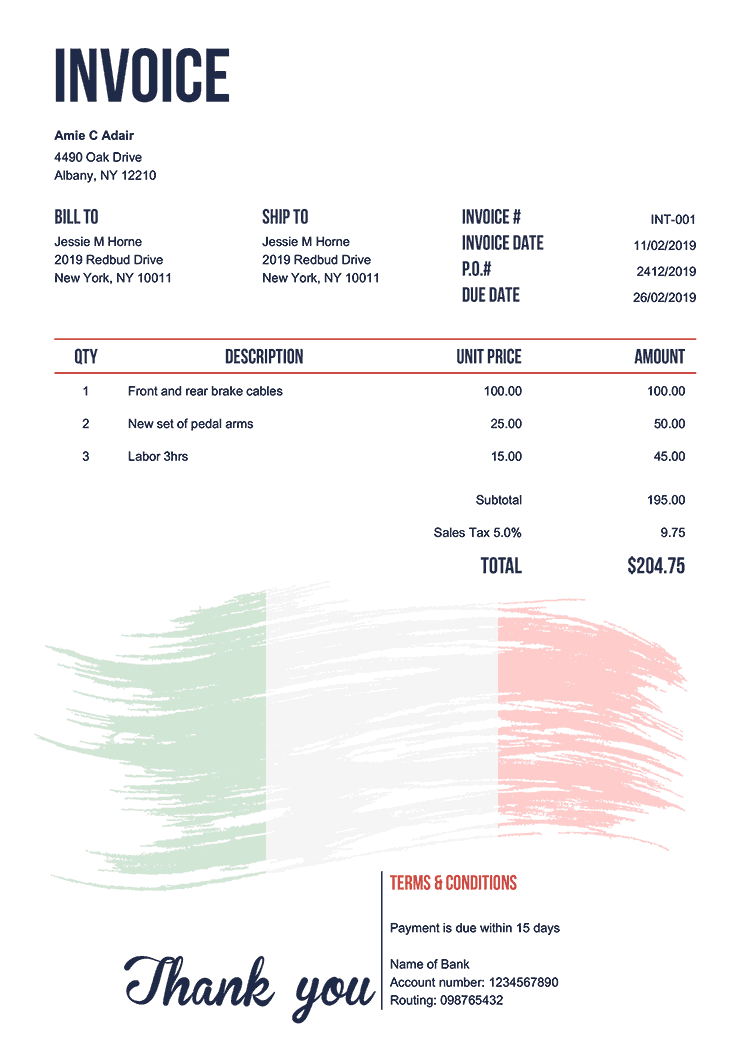 INVOICE
Amie C Adair
4490 Oak Drive
Albany, NY 12210
BILL TO
Jessie M Horne
2019 Redbud Drive
New York, NY 10011
SHIP TO
Jessie M Horne
2019 Redbud Drive
New York, NY 10011
INVOICE # INT-001
INVOICE DATE 11/02/2019
P.O.# 2412/2019
DUE DATE 26/02/2019
QTY DESCRIPTION UNIT PRICE AMOUNT
1 Front and rear brake cables 100.00 100.00
2 New set of pedal arms 25.00 50.00
3 Labor 3hrs 15.00 45.00
Subtotal 195.00
Sales Tax 5.0% 9.75
TOTAL $204.75
Thank you
TERMS & CONDITIONS
Payment is due within 15 days
Name of Bank
Account number: 1234567890
Routing: 098765432